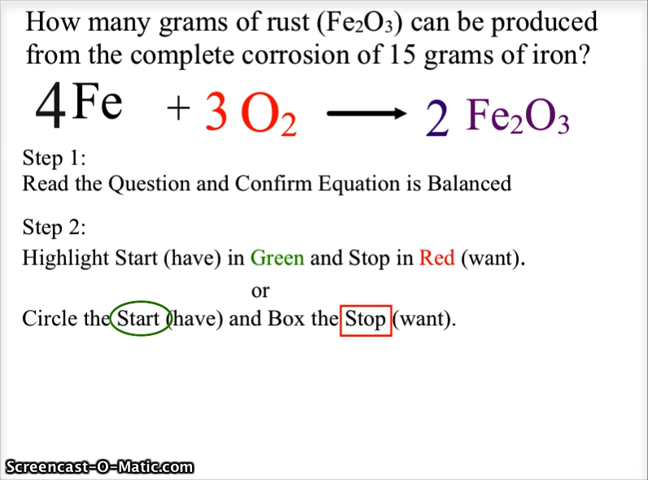 How many grams of rust (Fe₂O₃) can be produced
from the complete corrosion of 15 grams of iron?
4Fe + 3 O₂ ⟶ 2 Fe₂O₃
Step 1:
Read the Question and Confirm Equation is Balanced
Step 2:
Highlight Start (have) in Green and Stop in Red (want).
or
Circle the Start (have) and Box the Stop (want).
Screencast-O-Matic.com